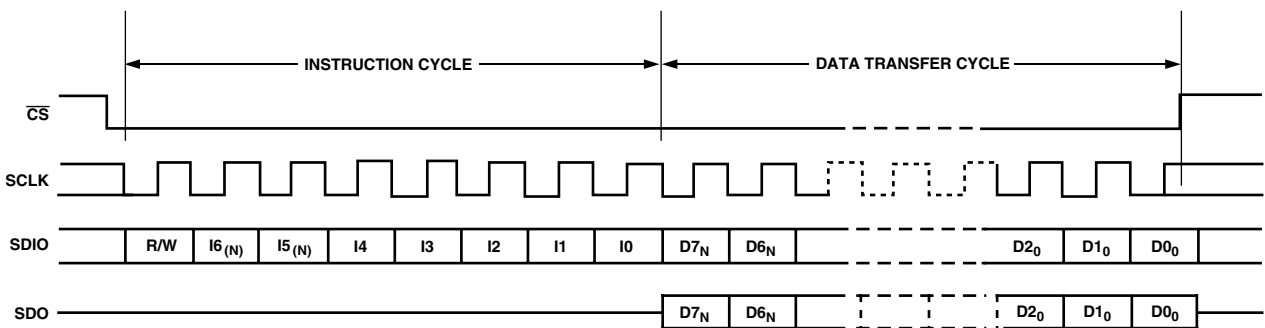 INSTRUCTION CYCLE DATA TRANSFER CYCLE
CS
SCLK
SDIO R/W I6(N) I5(N) I4 I3 I2 I1 I0 D7N D6N D20 D10 D00
SDO D7N D6N D20 D10 D00